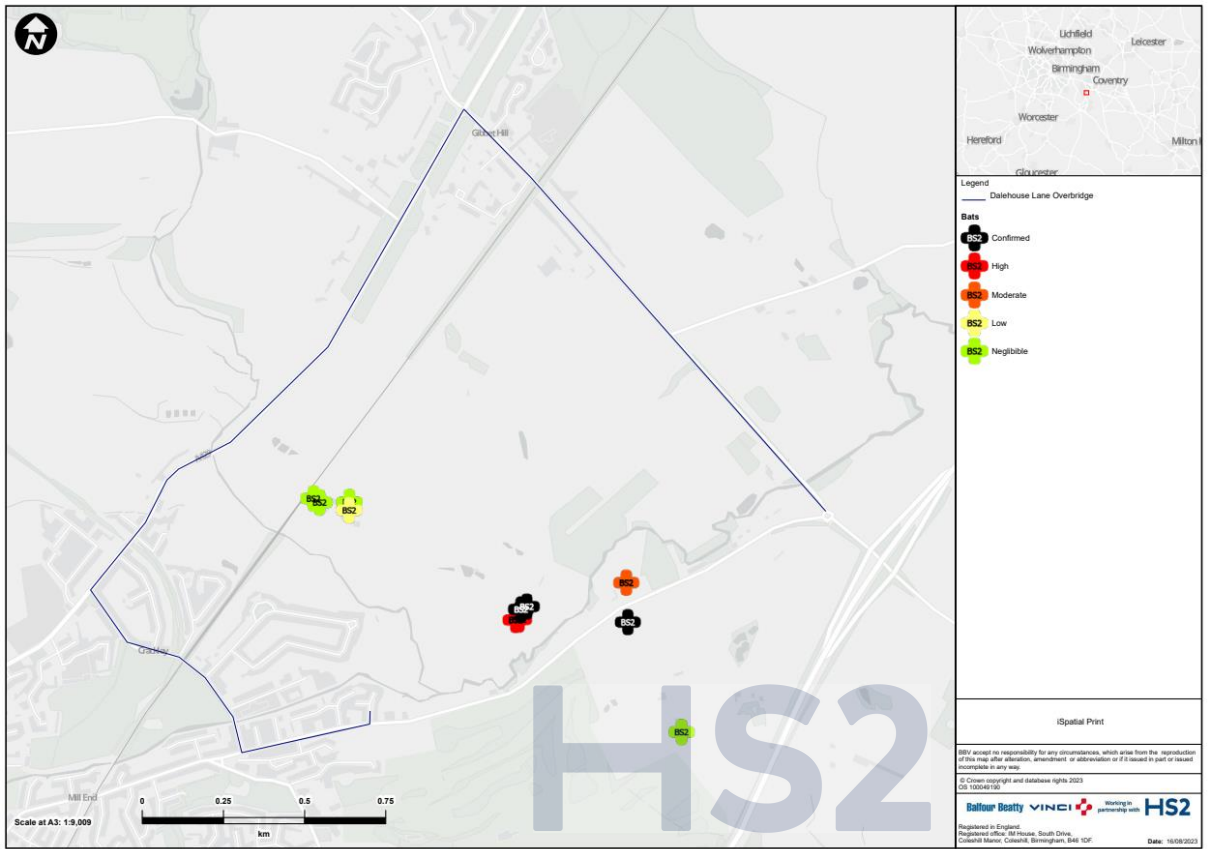 N
Gibbet Hill
Mill
BS2
BS2
BS2
BS2
BS2
BS2
BS2
BS2
Crackley
HS2
BS2
Mill End
0
0.25
0.5
0.75
km
Scale at A3: 1:9,009
Lichfield
Leicester
Wolverhampton
Birmingham
Coventry
Worcester
Hereford
Milton
Gloucester
Legend
Dalehouse Lane Overbridge
Bats
BS2 Confirmed
BS2 High
BS2 Moderate
BS2 Low
BS2 Neglibible
iSpatial Print
BBV accept no responsibility for any circumstances, which arise from the reproduction
of this map after alteration, amendment or abbreviation or if it issued in part or issued
incomplete in any way.
© Crown copyright and database rights 2023
OS 100049190
Balfour Beatty VINCI Working in
partnership with HS2
Registered in England
Registered office: IM House, South Drive,
Coleshill Manor, Coleshill, Birmingham, B46 1DF.
Date: 16/08/2023